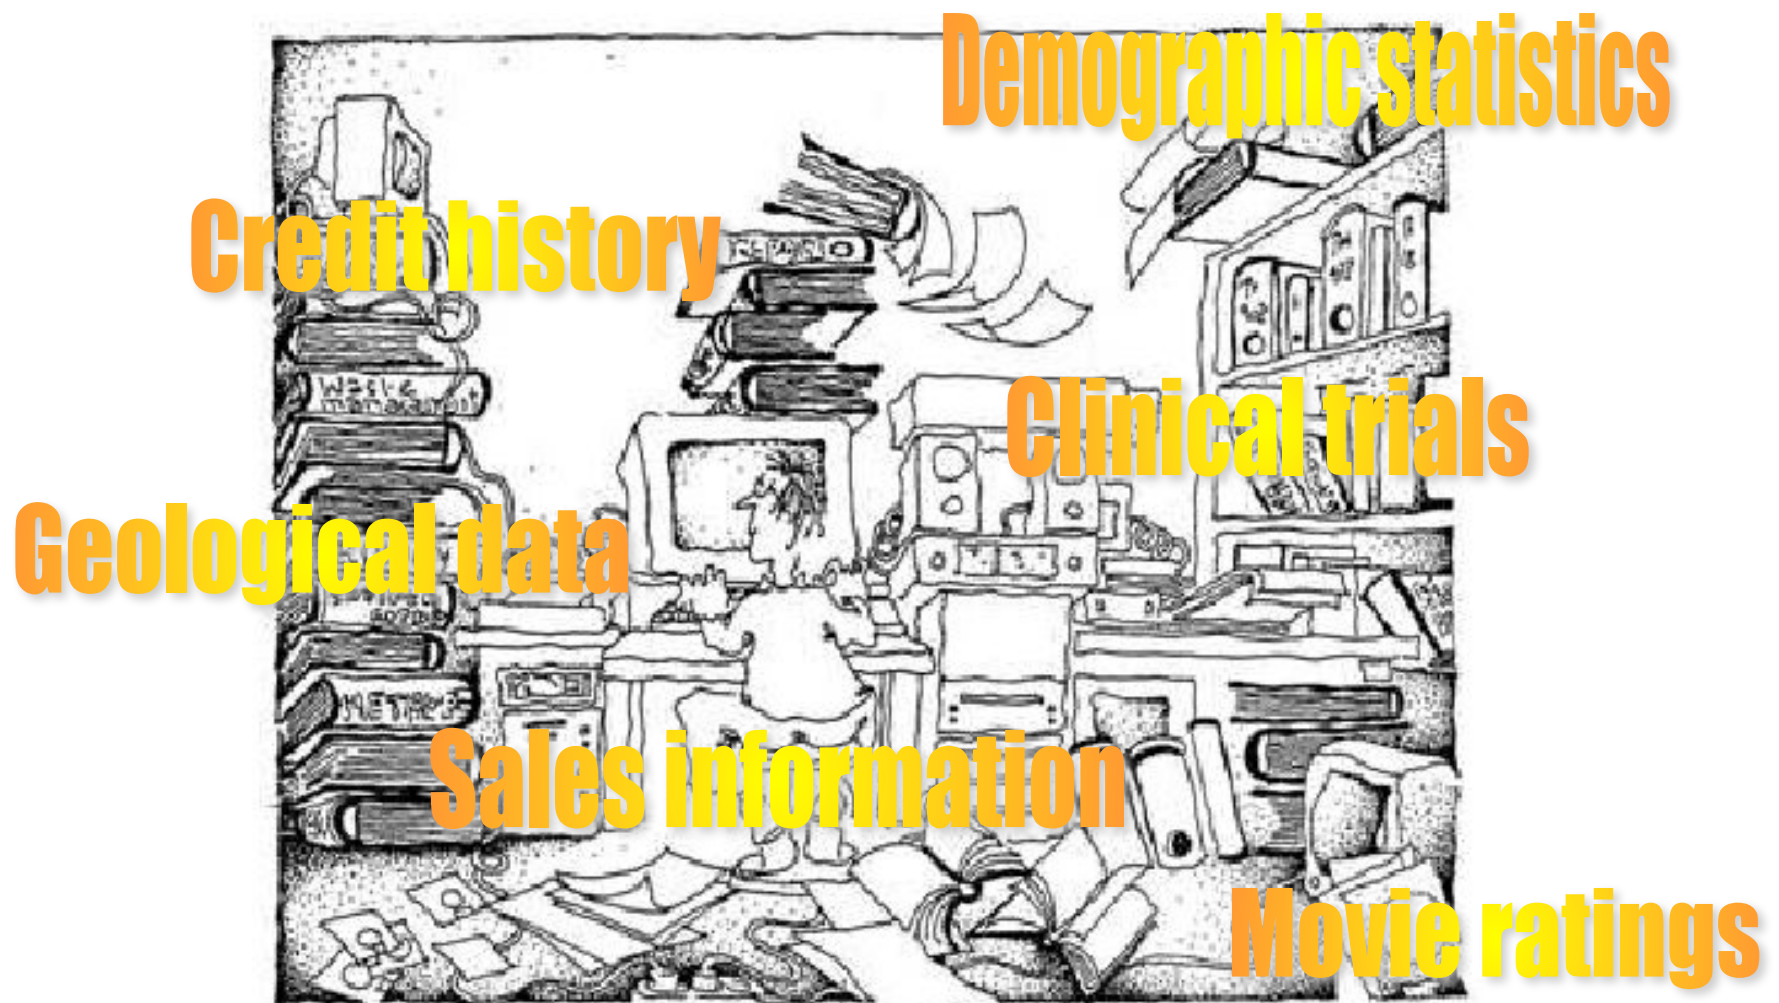 Demographic statistics
Credit history
Clinical trials
Geological data
Sales information
Movie ratings